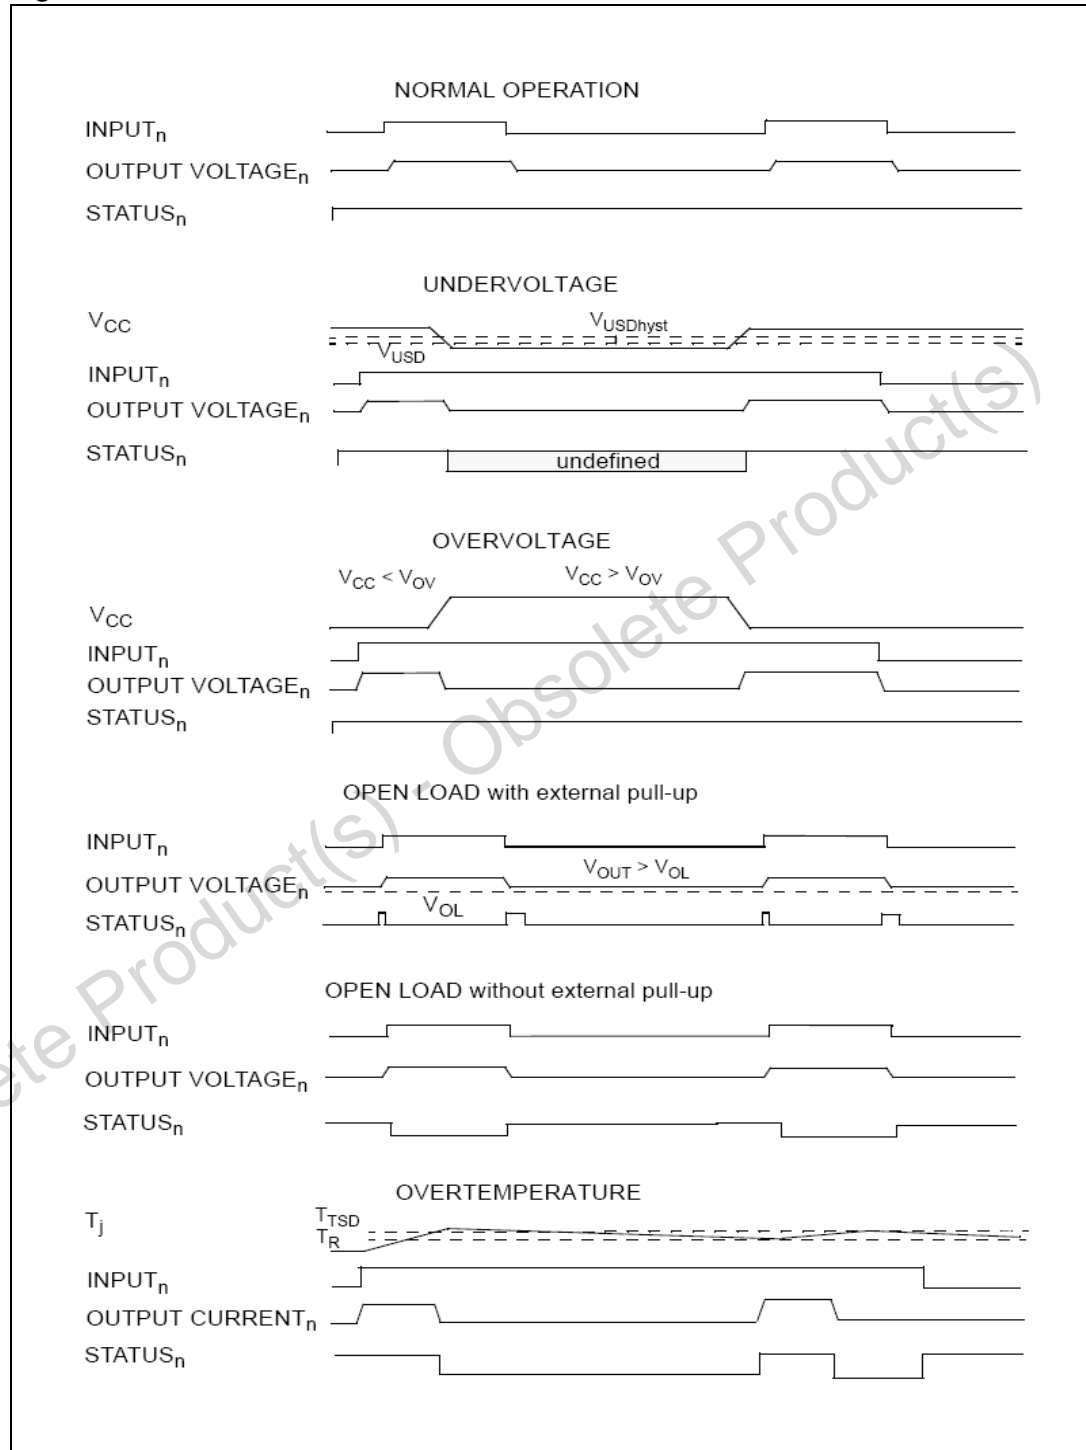 NORMAL OPERATION
INPUTn
OUTPUT VOLTAGEn
STATUSn
UNDERVOLTAGE
VCC
VUSDhyst
VUSD
INPUTn
OUTPUT VOLTAGEn
STATUSn
undefined
OVERVOLTAGE
VCC < VOV
VCC > VOV
VCC
INPUTn
OUTPUT VOLTAGEn
STATUSn
OPEN LOAD with external pull-up
INPUTn
VOUT > VOL
OUTPUT VOLTAGEn
VOL
STATUSn
OPEN LOAD without external pull-up
INPUTn
OUTPUT VOLTAGEn
STATUSn
OVERTEMPERATURE
Tj
TTSD
TR
INPUTn
OUTPUT CURRENTn
STATUSn
ete Product(s) - Obsolete Product(s)